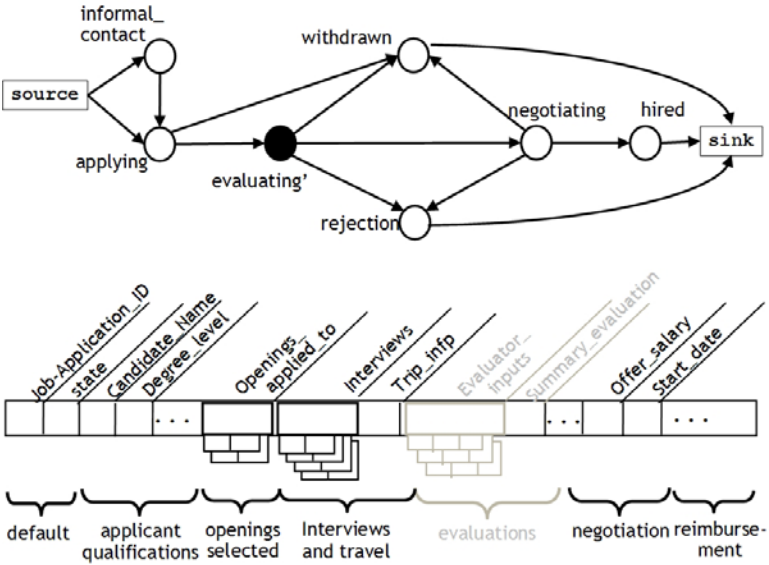 informal_
contact
withdrawn
source
negotiating
hired
sink
applying
evaluating’
rejection
Job-Application_ID
state
Candidate_Name
Degree_level
Openings_
applied_to
Interviews
Trip_infp
Evaluator_
inputs
Summary_evaluation
Offer_salary
Start_date
...
...
...
default
applicant
qualifications
openings
selected
Interviews
and travel
evaluations
negotiation
reimburse-
ment